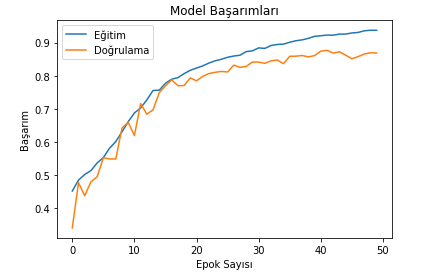 Model Başarımları
Eğitim
Doğrulama
Başarım
0.9
0.8
0.7
0.6
0.5
0.4
0 10 20 30 40 50
Epok Sayısı